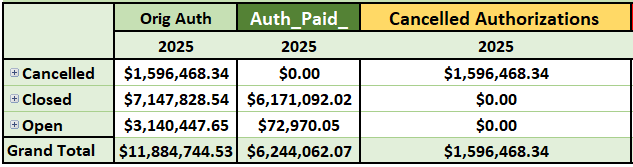 Orig Auth Auth_Paid_ Cancelled Authorizations
2025 2025 2025
Cancelled $1,596,468.34 $0.00 $1,596,468.34
Closed $7,147,828.54 $6,171,092.02 $0.00
Open $3,140,447.65 $72,970.05 $0.00
Grand Total $11,884,744.53 $6,244,062.07 $1,596,468.34